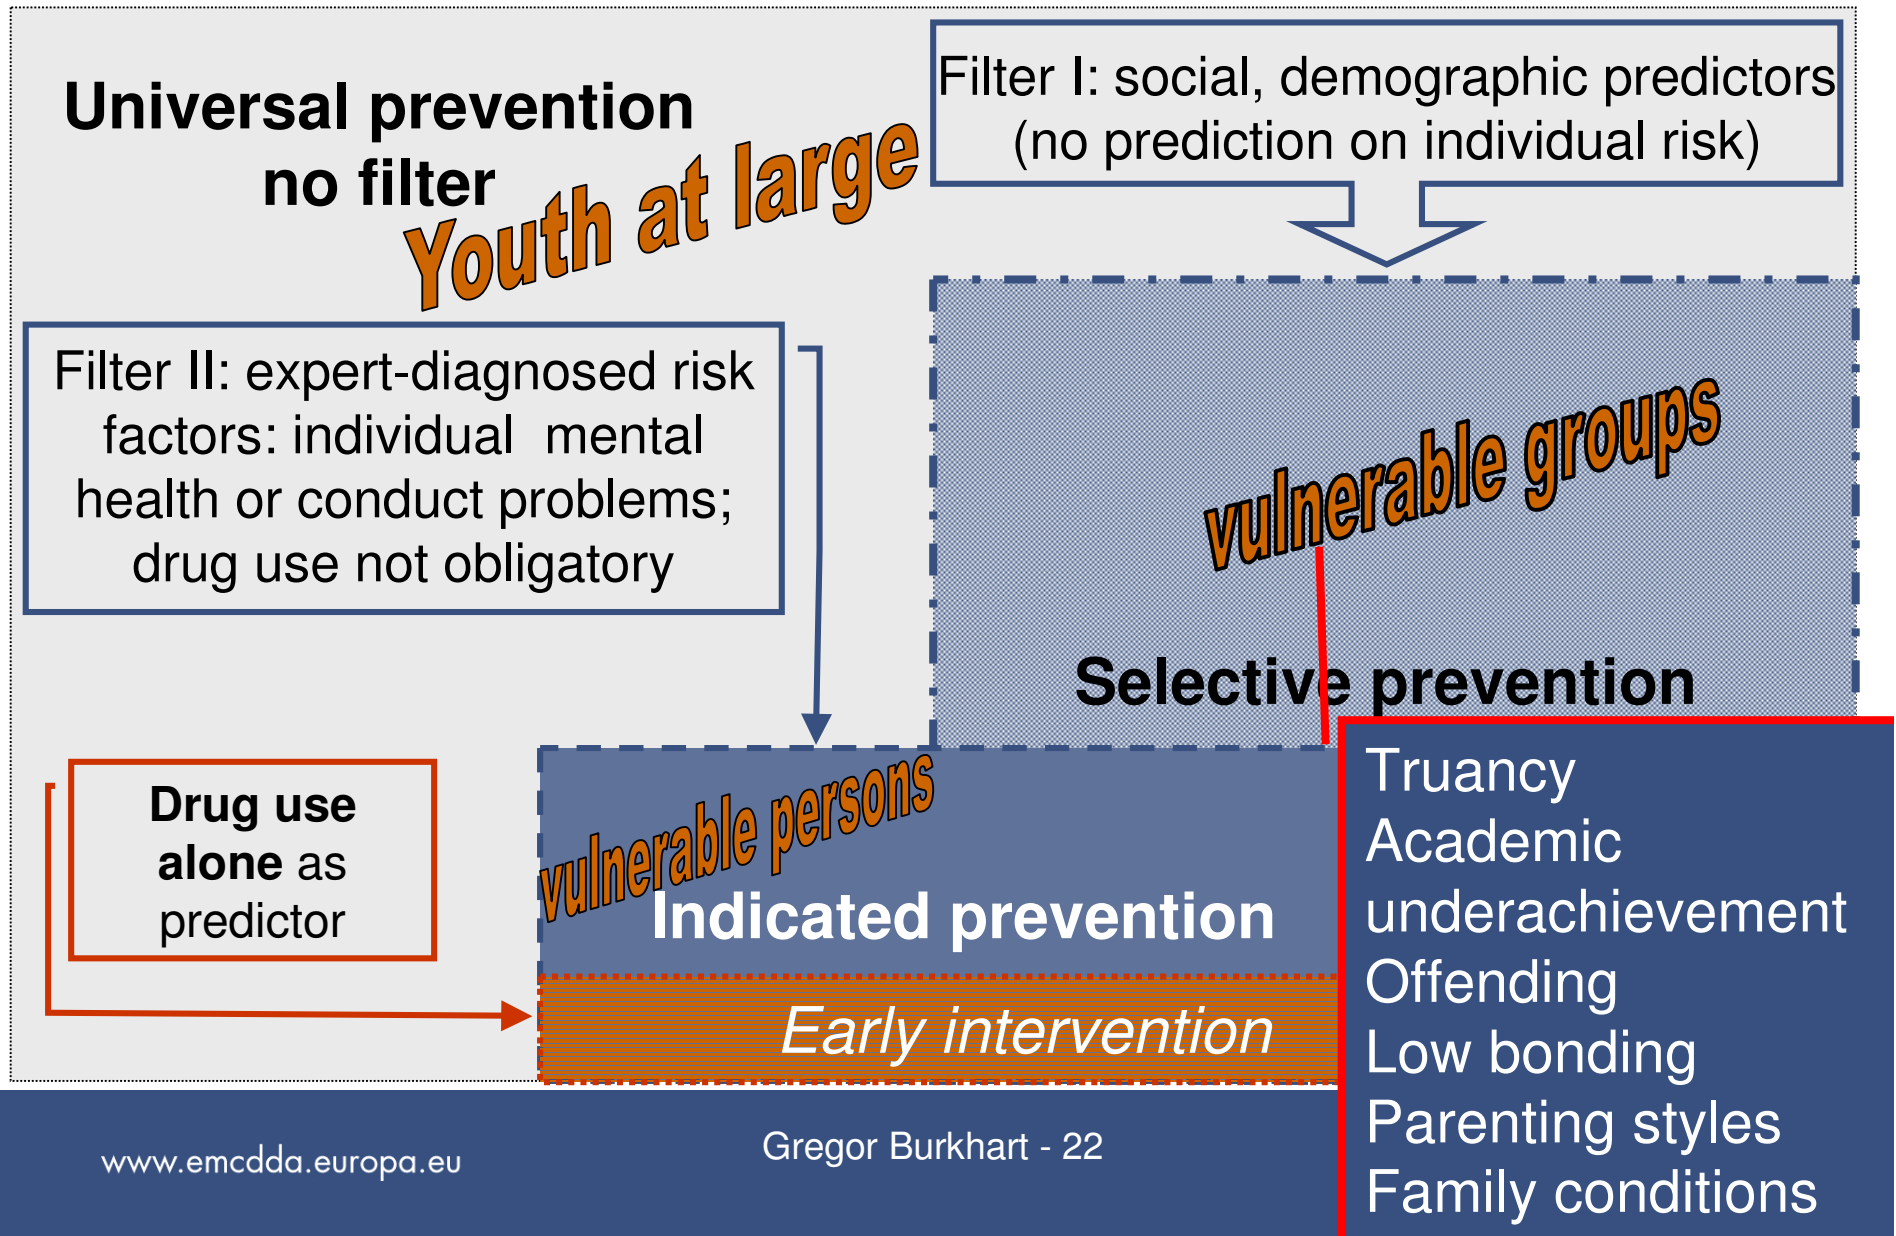 Universal prevention
no filter
Youth at large
Filter I: social, demographic predictors
(no prediction on individual risk)
Filter II: expert-diagnosed risk
factors: individual mental
health or conduct problems;
drug use not obligatory
vulnerable groups
Selective prevention
Drug use
alone as
predictor
vulnerable persons
Indicated prevention
Early intervention
Truancy
Academic
underachievement
Offending
Low bonding
Parenting styles
Family conditions
www.emcdda.europa.eu
Gregor Burkhart - 22